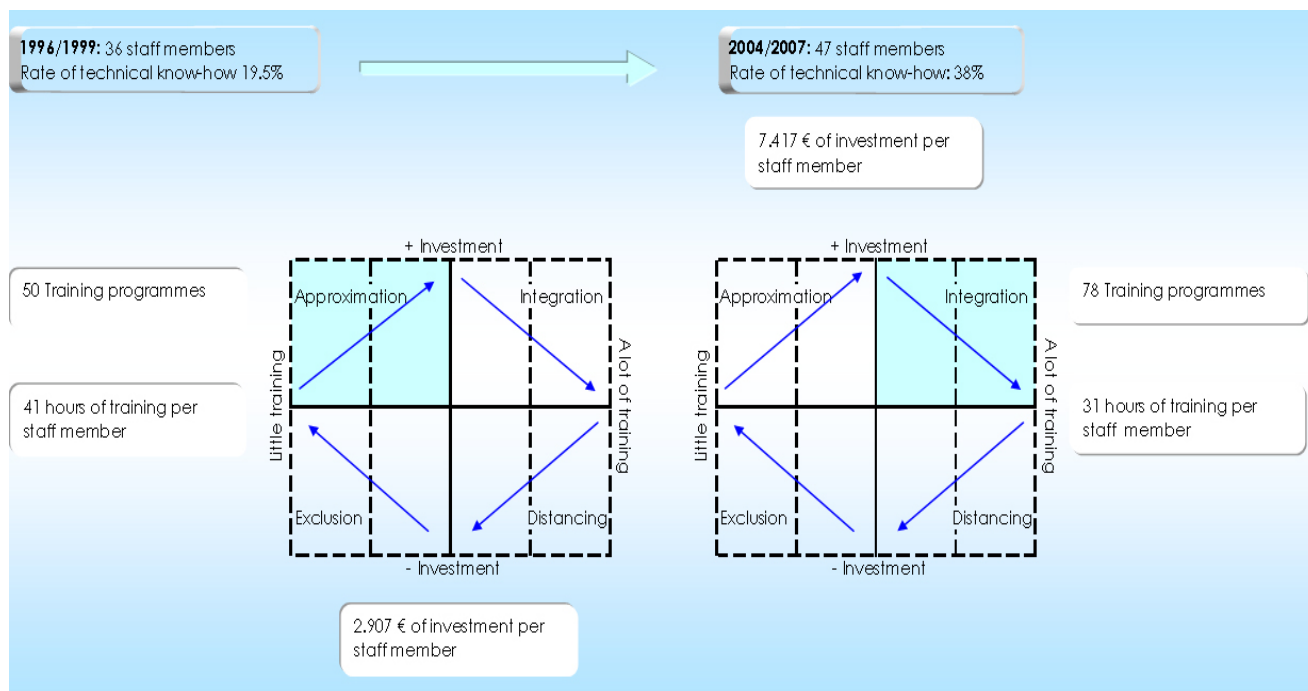 1996/1999: 36 staff members
Rate of technical know-how 19.5%
2004/2007: 47 staff members
Rate of technical know-how: 38%
7.417 € of investment per
staff member
+ Investment
50 Training programmes
Approximation
Integration
Little training
A lot of training
41 hours of training per
staff member
Exclusion
Distancing
- Investment
2.907 € of investment per
staff member
+ Investment
Approximation
Integration
78 Training programmes
Little training
A lot of training
31 hours of training per
staff member
Exclusion
Distancing
- Investment